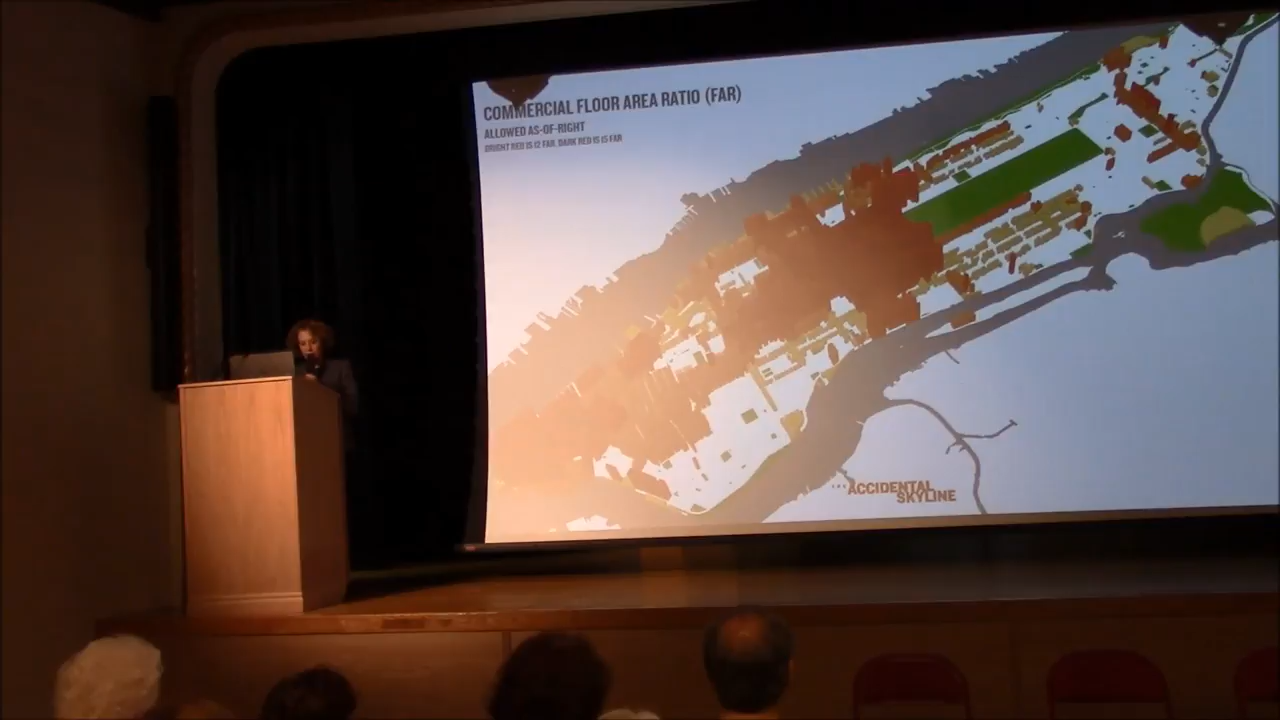 COMMERCIAL FLOOR AREA RATIO (FAR)
ALLOWED AS-OF-RIGHT
BRIGHT RED IS 12 FAR, DARK RED IS 15 FAR
THE ACCIDENTAL
SKYLINE